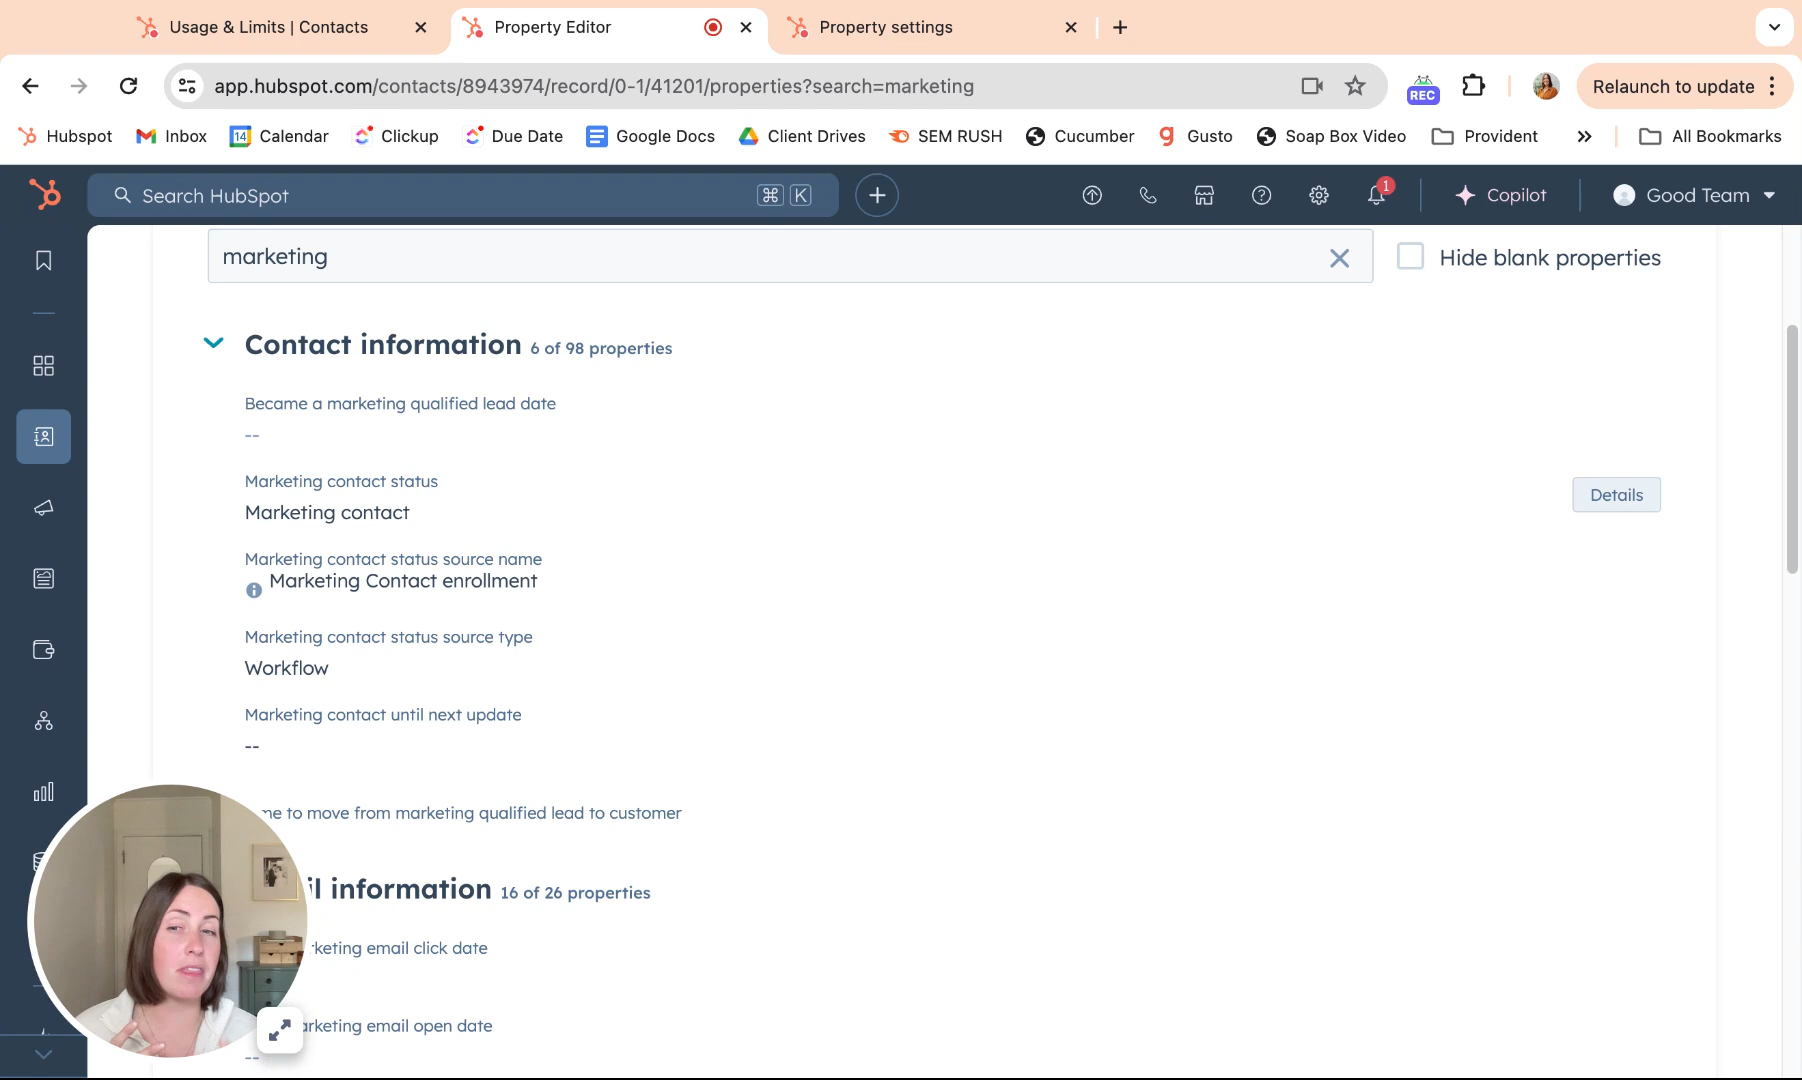 Usage & Limits | Contacts
Property Editor
Property settings
app.hubspot.com/contacts/8943974/record/0-1/41201/properties?search=marketing
REC
Relaunch to update
Hubspot
Inbox
14
Calendar
Clickup
Due Date
Google Docs
Client Drives
SEM RUSH
Cucumber
g
Gusto
Soap Box Video
Provident
»
All Bookmarks
Search HubSpot
⌘ K
1
Copilot
Good Team
marketing
Hide blank properties
Contact information 6 of 98 properties
Became a marketing qualified lead date
--
Marketing contact status
Marketing contact
Details
Marketing contact status source name
Marketing Contact enrollment
Marketing contact status source type
Workflow
Marketing contact until next update
--
me to move from marketing qualified lead to customer
il information 16 of 26 properties
rketing email click date
arketing email open date
--